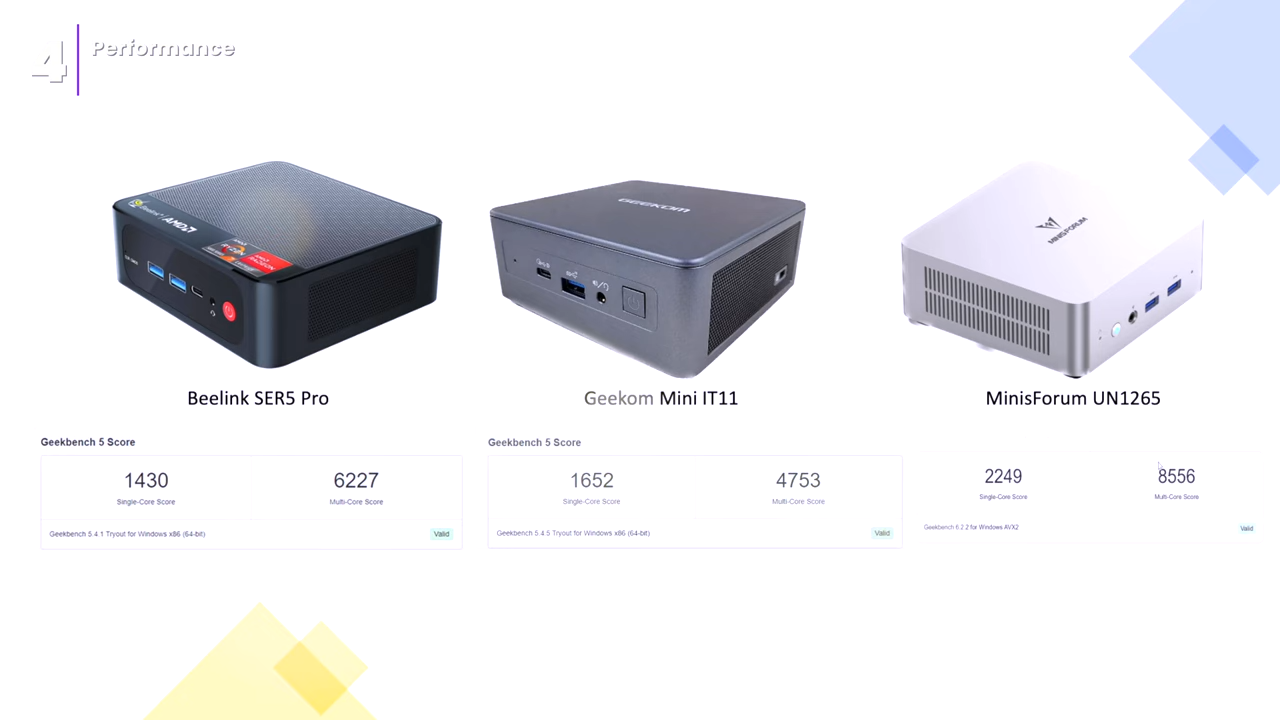 4
Performance
Beelink
AMDA
RYZEN
GEEKOM
MINISFORUM
Beelink SER5 Pro
Geekom Mini IT11
MinisForum UN1265
Geekbench 5 Score
1430
Single-Core Score
6227
Multi-Core Score
Geekbench 5.4.1 Tryout for Windows x86 (64-bit)
Valid
Geekbench 5 Score
1652
Single-Core Score
4753
Multi-Core Score
Geekbench 5.4.5 Tryout for Windows x86 (64-bit)
Valid
2249
Single-Core Score
8556
Multi-Core Score
Geekbench 6.2.2 for Windows AVX2
Valid